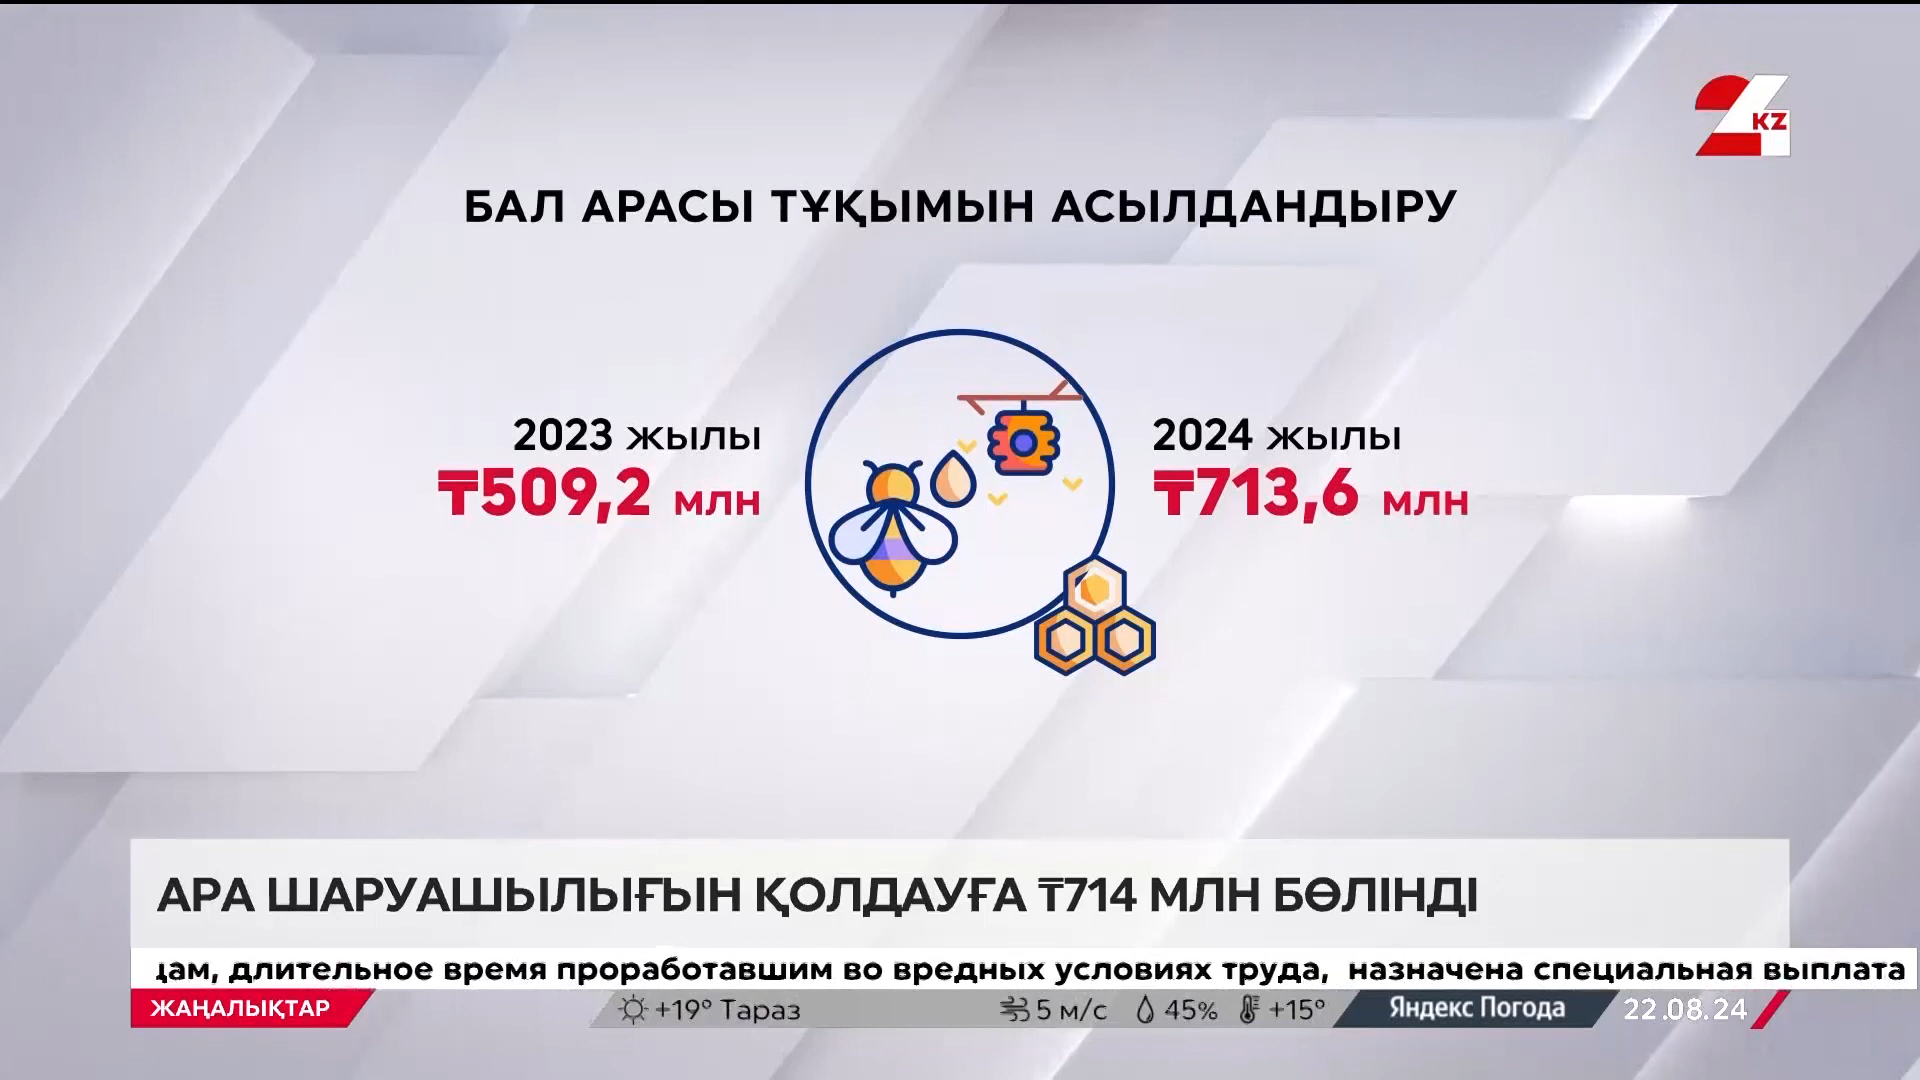 24 KZ
БАЛ АРАСЫ ТҰҚЫМЫН АСЫЛДАНДЫРУ
2023 жылы
₸509,2 млн
2024 жылы
₸713,6 млн
АРА ШАРУАШЫЛЫҒЫН ҚОЛДАУҒА ₸714 МЛН БӨЛІНДІ
дам, длительное время проработавшим во вредных условиях труда, назначена специальная выплата
ЖАҢАЛЫҚТАР
+19° Тараз
5 м/с
45%
+15°
Яндекс Погода
22.08.24